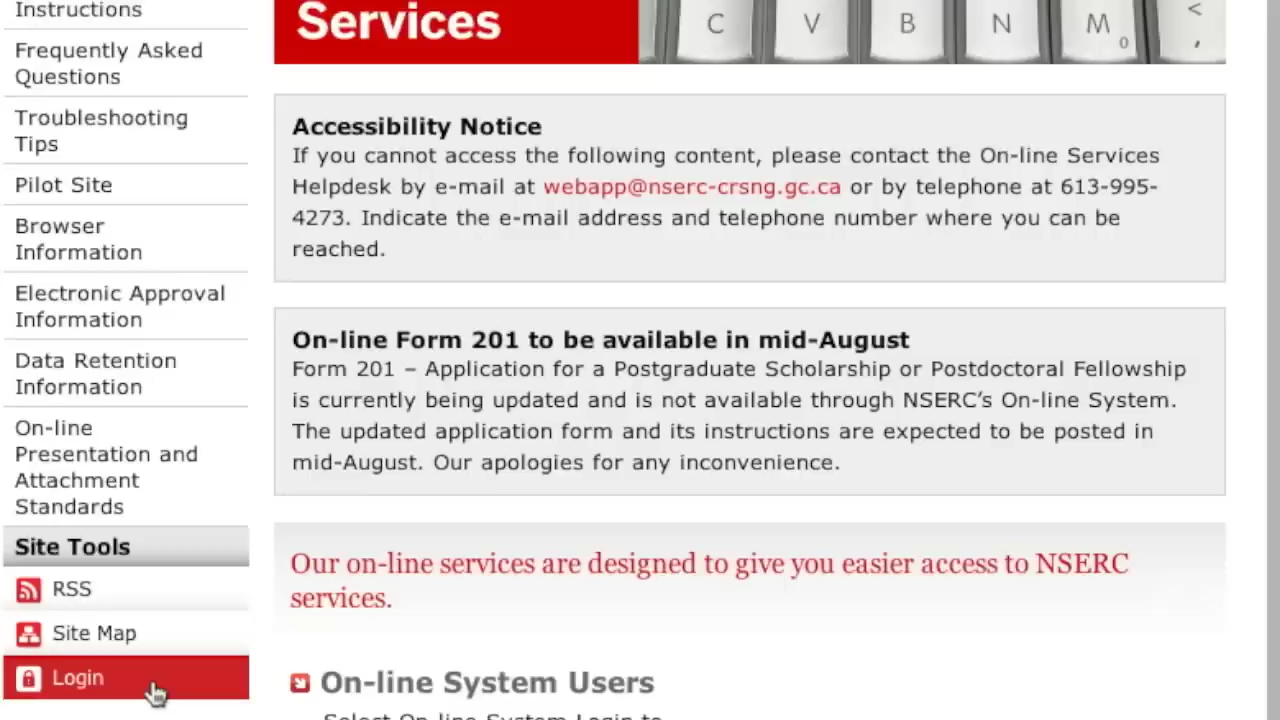 Instructions
Frequently Asked
Questions
Troubleshooting
Tips
Pilot Site
Browser
Information
Electronic Approval
Information
Data Retention
Information
On-line
Presentation and
Attachment
Standards
Site Tools
RSS
Site Map
Login
Services
C V B N M 0 < ,
Accessibility Notice
If you cannot access the following content, please contact the On-line Services
Helpdesk by e-mail at webapp@nserc-crsng.gc.ca or by telephone at 613-995-
4273. Indicate the e-mail address and telephone number where you can be
reached.
On-line Form 201 to be available in mid-August
Form 201 – Application for a Postgraduate Scholarship or Postdoctoral Fellowship
is currently being updated and is not available through NSERC’s On-line System.
The updated application form and its instructions are expected to be posted in
mid-August. Our apologies for any inconvenience.
Our on-line services are designed to give you easier access to NSERC
services.
On-line System Users
Select On-line System Login to